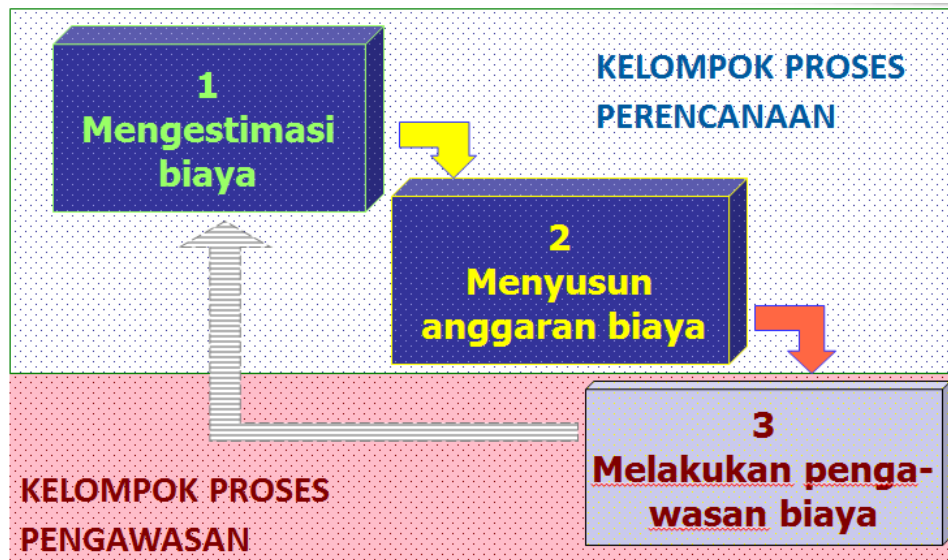 1
Mengestimasi
biaya
KELOMPOK PROSES
PERENCANAAN
2
Menyusun
anggaran biaya
3
Melakukan penga-
wasan biaya
KELOMPOK PROSES
PENGAWASAN